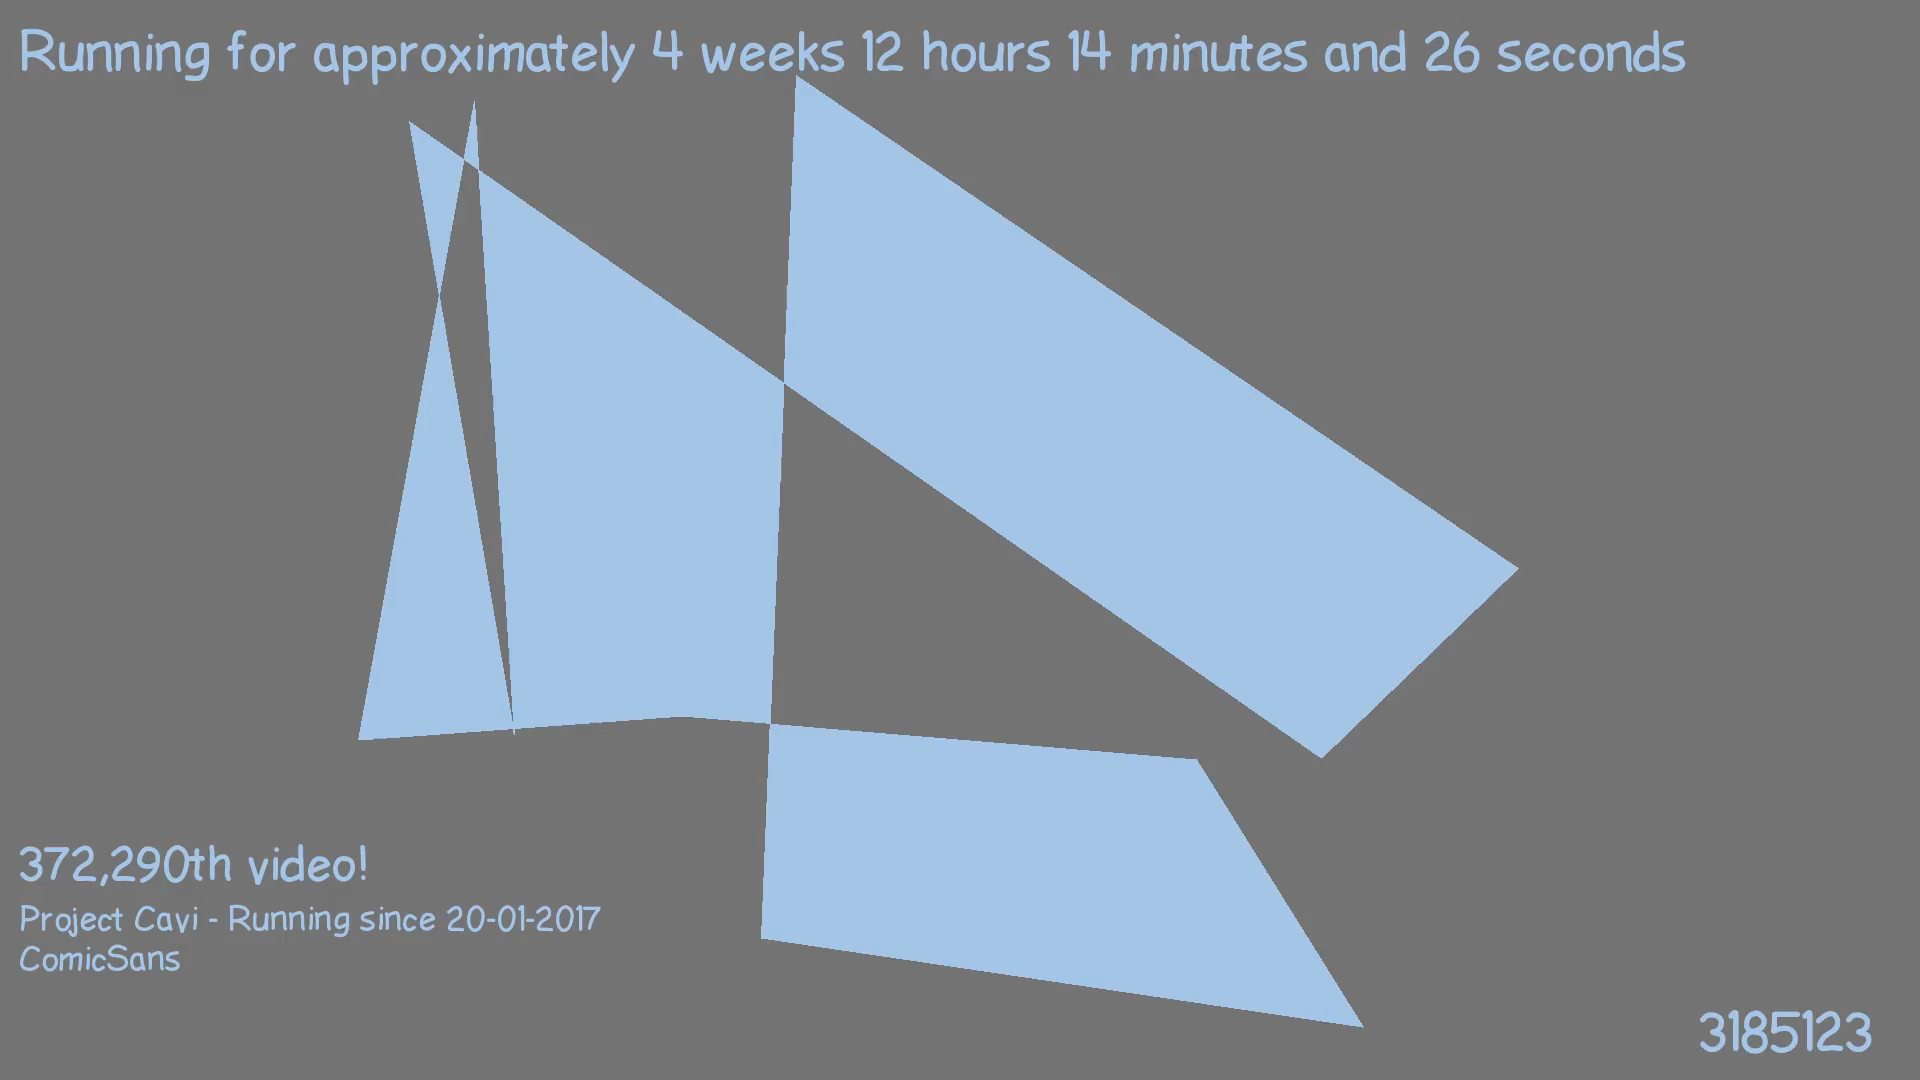 Running for approximately 4 weeks 12 hours 14 minutes and 26 seconds
372,290th video!
Project Cavi - Running since 20-01-2017
ComicSans
3185123